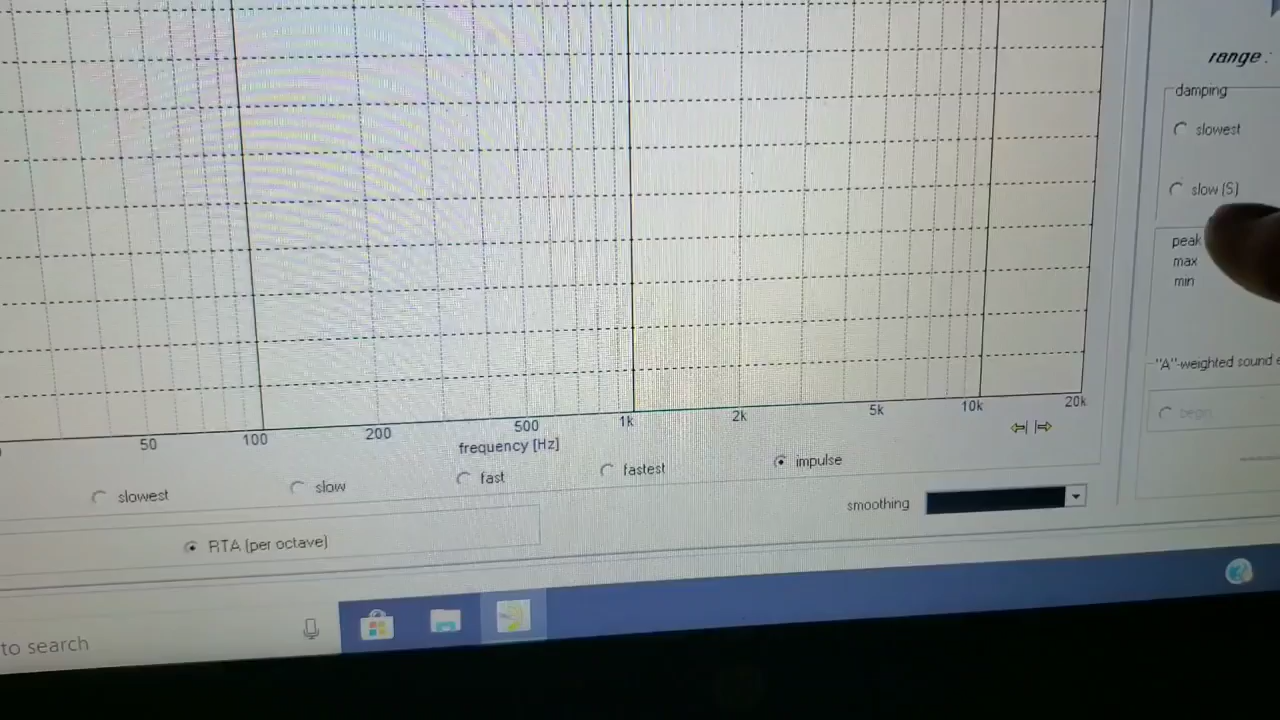 range :
damping
slowest
slow (S)
peak
max
min
"A"-weighted sound
begin
50 100 200 500 1k 2k 5k 10k 20k
frequency [Hz]
slowest slow fast fastest impulse
smoothing
RTA (per octave)
to search